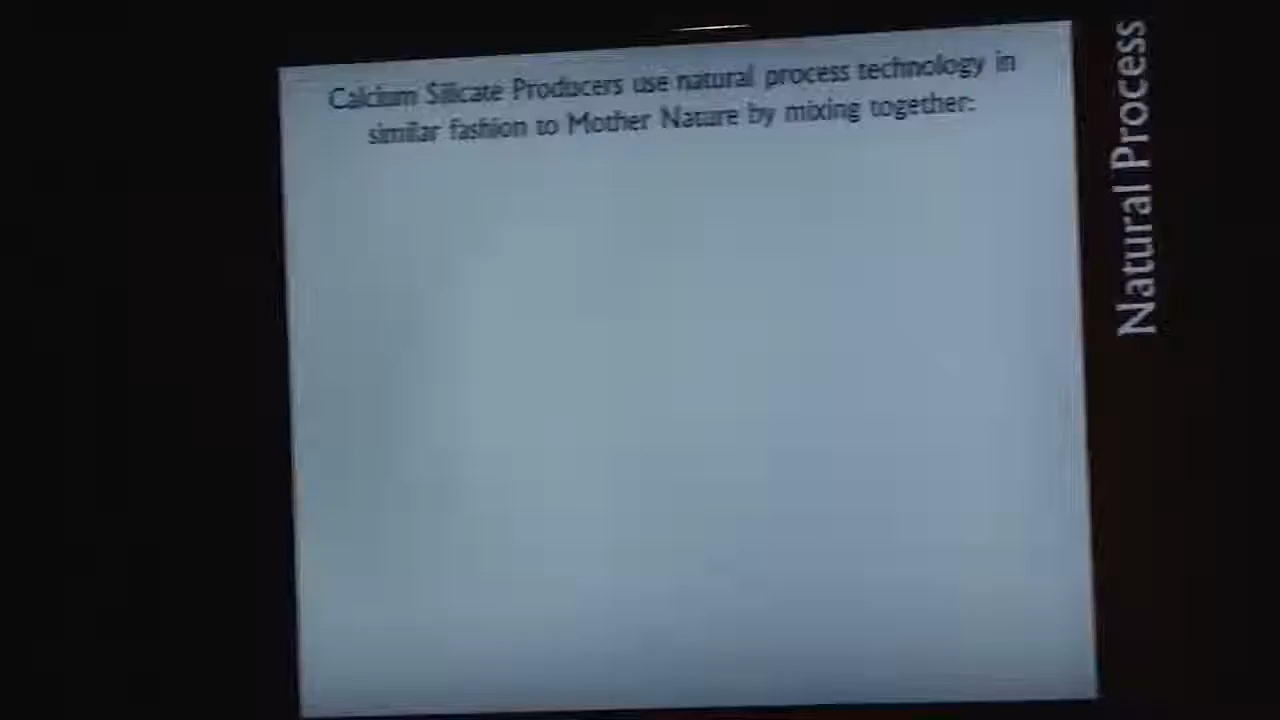 Calcium Silicate Producers use natural process technology in
similar fashion to Mother Nature by mixing together:
Natural Process